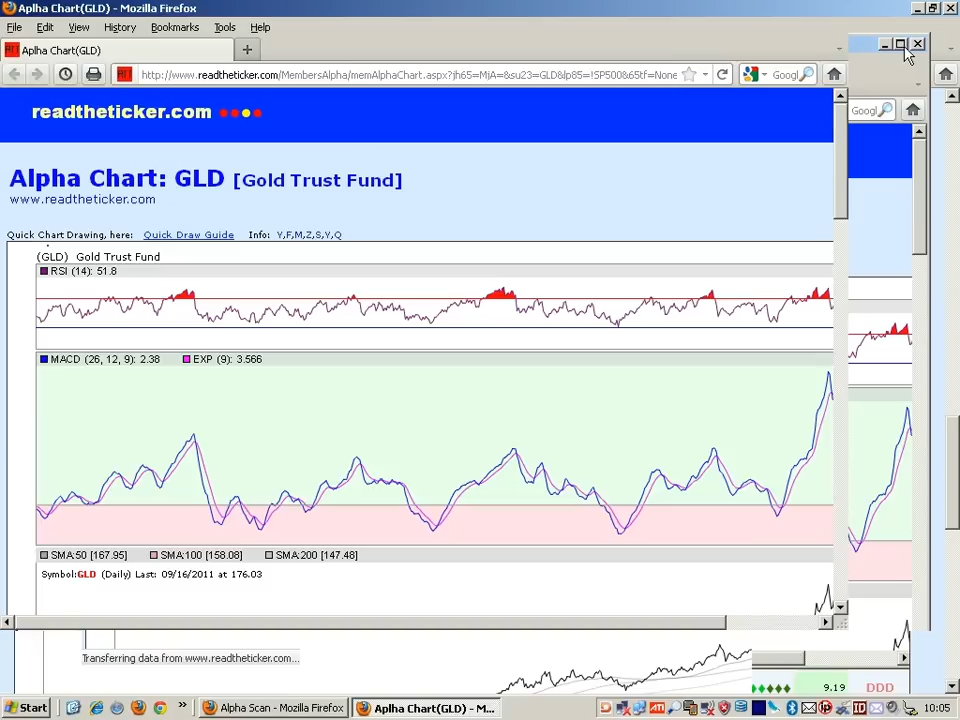 Aplha Chart(GLD) - Mozilla Firefox
File Edit View History Bookmarks Tools Help
Aplha Chart(GLD)
http://www.readtheticker.com/MembersAlpha/memAlphaChart.aspx?jh65=MjA=&su23=GLD&lp85=!SP500&65tf=None
Googl
Googl
readtheticker.com
Alpha Chart: GLD [Gold Trust Fund]
www.readtheticker.com
Quick Chart Drawing, here: Quick Draw Guide Info: Y,F,M,Z,S,Y,Q
(GLD) Gold Trust Fund
RSI (14): 51.8
MACD (26, 12, 9): 2.38 EXP (9): 3.566
SMA:50 [167.95] SMA:100 [158.08] SMA:200 [147.48]
Symbol:GLD (Daily) Last: 09/16/2011 at 176.03
Transferring data from www.readtheticker.com...
9.19 DDD
Start » Alpha Scan - Mozilla Firefox Aplha Chart(GLD) - M... 10:05